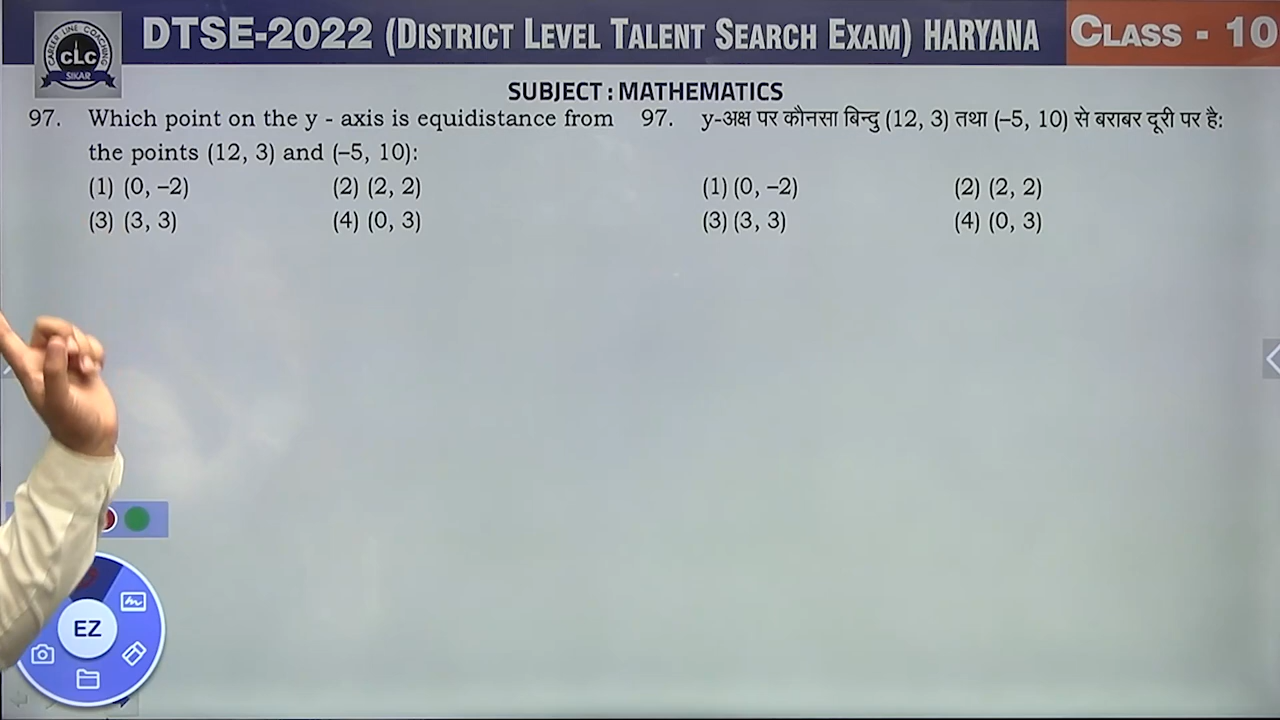 DTSE-2022 (DISTRICT LEVEL TALENT SEARCH EXAM) HARYANA
CLASS - 10
CAREER LINE COACHING
CLC
SIKAR
SUBJECT : MATHEMATICS
97. Which point on the y - axis is equidistance from
the points (12, 3) and (–5, 10):
(1) (0, –2) (2) (2, 2)
(3) (3, 3) (4) (0, 3)
97. y-अक्ष पर कौनसा बिन्दु (12, 3) तथा (–5, 10) से बराबर दूरी पर है:
(1) (0, –2) (2) (2, 2)
(3) (3, 3) (4) (0, 3)
EZ